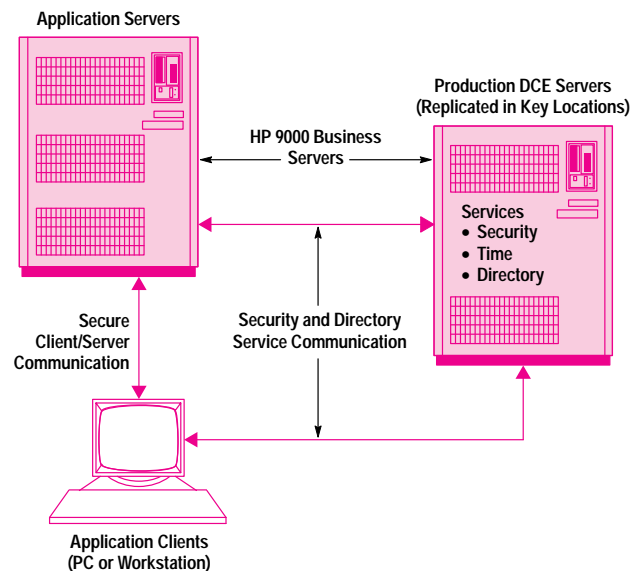 Application Servers
Production DCE Servers
(Replicated in Key Locations)
HP 9000 Business
Servers
Services
• Security
• Time
• Directory
Secure
Client/Server
Communication
Security and Directory
Service Communication
Application Clients
(PC or Workstation)